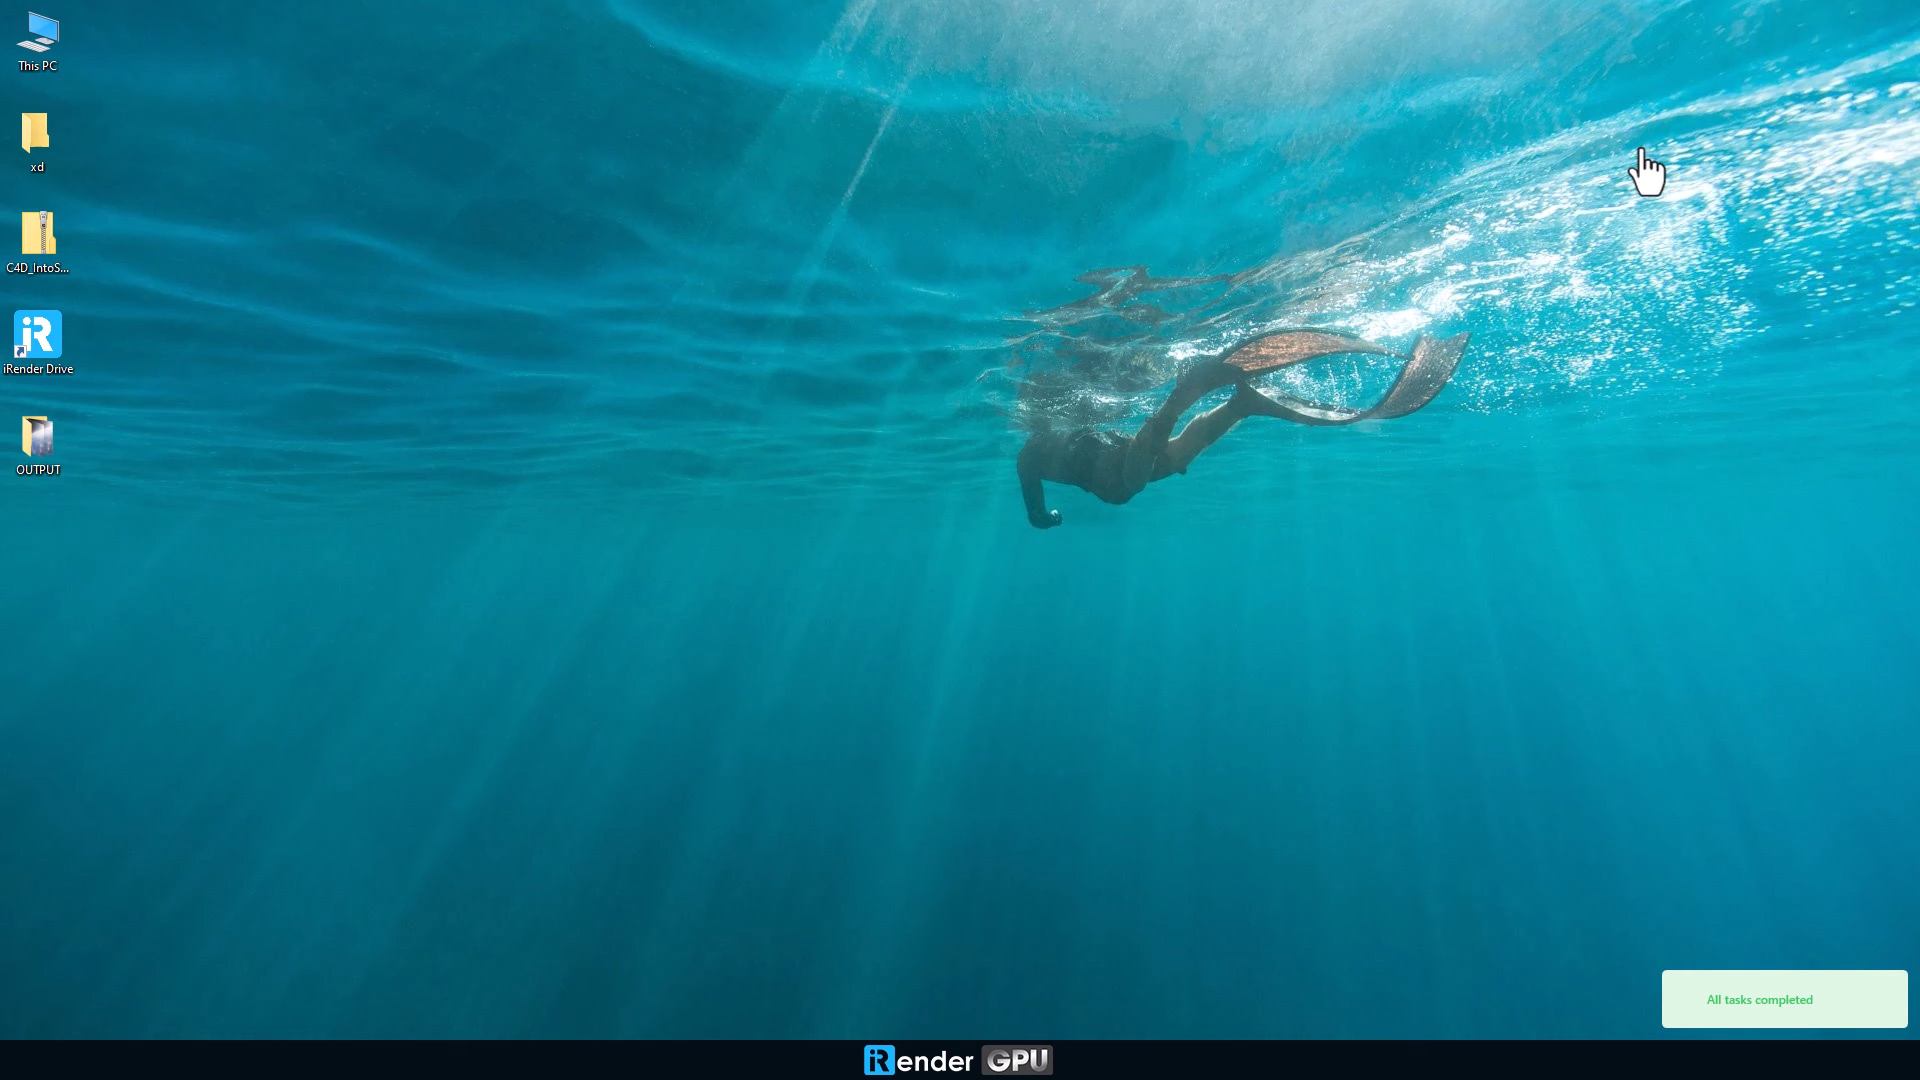 This PC
xd
C4D_IntoS...
iRender Drive
OUTPUT
All tasks completed
iRender GPU